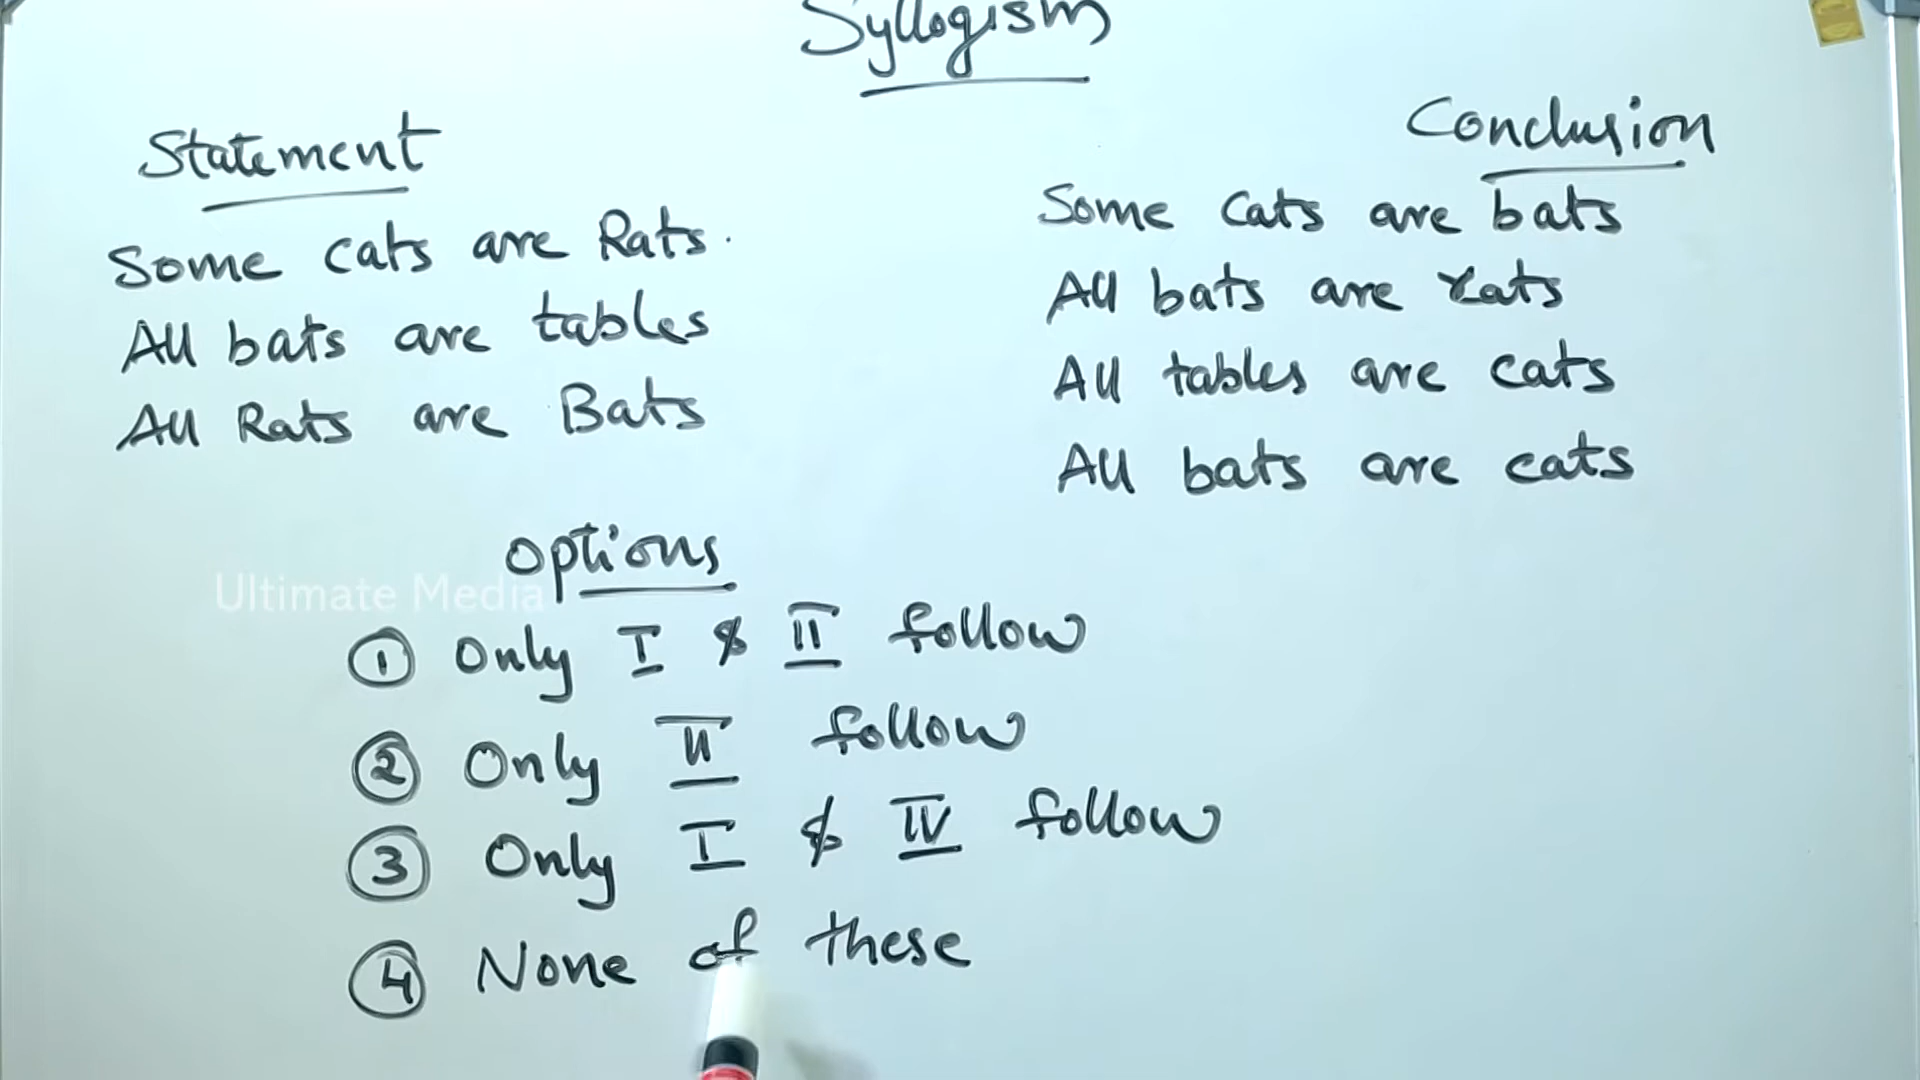 Syllogism
Statement
Some cats are Rats.
All bats are tables
All Rats are Bats
Conclusion
Some Cats are bats
All bats are rats
All tables are cats
All bats are cats
Options
Ultimate Media
① Only I & II follow
② Only II follow
③ Only I & IV follow
④ None of these